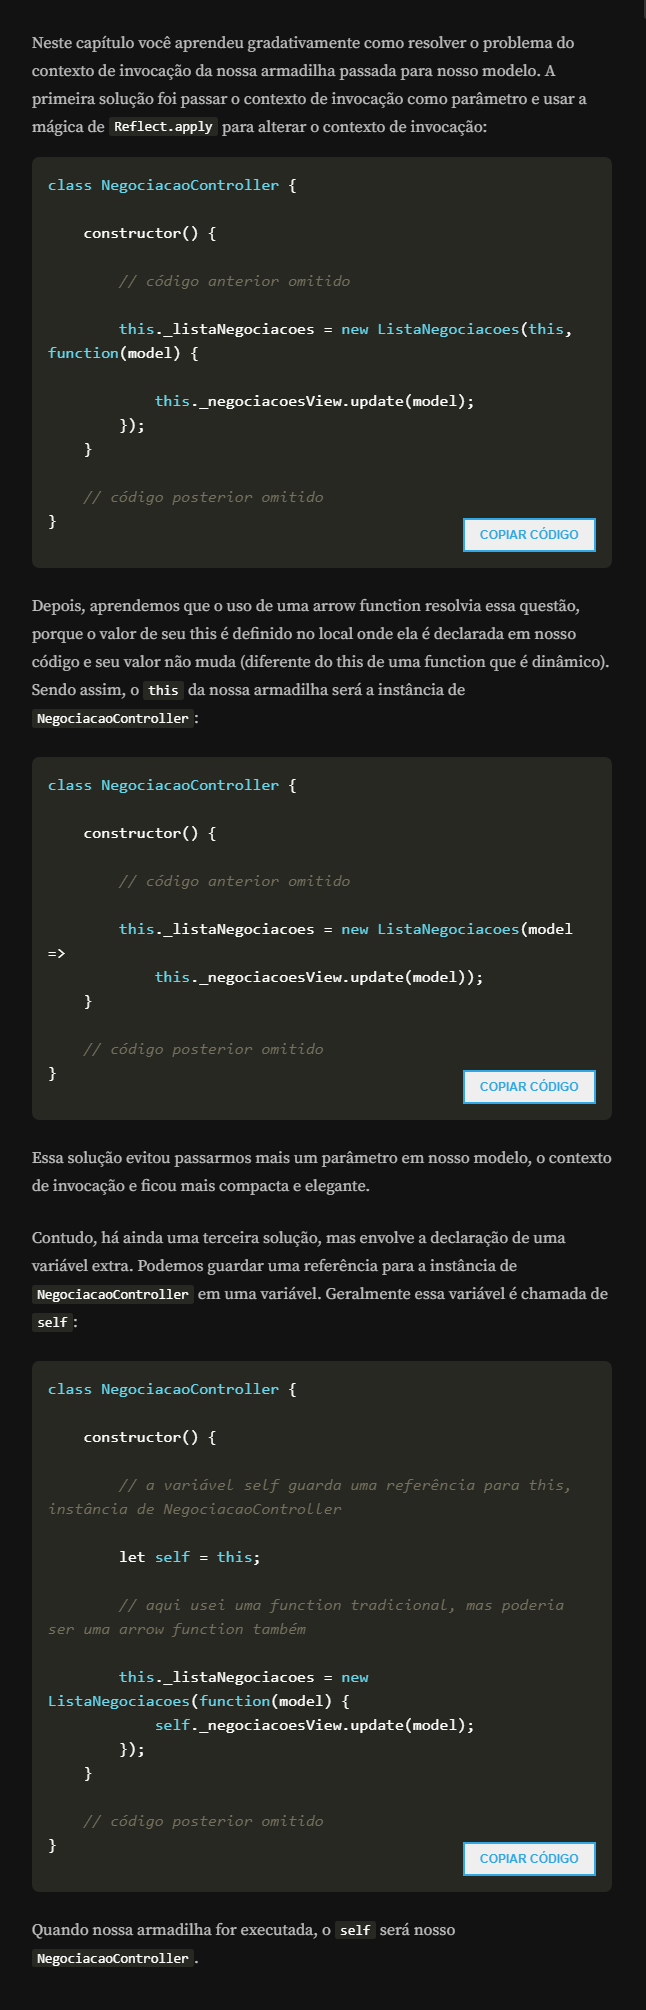 Neste capítulo você aprendeu gradativamente como resolver o problema do
contexto de invocação da nossa armadilha passada para nosso modelo. A
primeira solução foi passar o contexto de invocação como parâmetro e usar a
mágica de Reflect.apply para alterar o contexto de invocação:
class NegociacaoController {
constructor() {
// código anterior omitido
this._listaNegociacoes = new ListaNegociacoes(this,
function(model) {
this._negociacoesView.update(model);
});
}
// código posterior omitido
}
COPIAR CÓDIGO
Depois, aprendemos que o uso de uma arrow function resolvia essa questão,
porque o valor de seu this é definido no local onde ela é declarada em nosso
código e seu valor não muda (diferente do this de uma function que é dinâmico).
Sendo assim, o this da nossa armadilha será a instância de
NegociacaoController:
class NegociacaoController {
constructor() {
// código anterior omitido
this._listaNegociacoes = new ListaNegociacoes(model
=>
this._negociacoesView.update(model));
}
// código posterior omitido
}
COPIAR CÓDIGO
Essa solução evitou passarmos mais um parâmetro em nosso modelo, o contexto
de invocação e ficou mais compacta e elegante.
Contudo, há ainda uma terceira solução, mas envolve a declaração de uma
variável extra. Podemos guardar uma referência para a instância de
NegociacaoController em uma variável. Geralmente essa variável é chamada de
self:
class NegociacaoController {
constructor() {
// a variável self guarda uma referência para this,
instância de NegociacaoController
let self = this;
// aqui usei uma function tradicional, mas poderia
ser uma arrow function também
this._listaNegociacoes = new
ListaNegociacoes(function(model) {
self._negociacoesView.update(model);
});
}
// código posterior omitido
}
COPIAR CÓDIGO
Quando nossa armadilha for executada, o self será nosso
NegociacaoController.